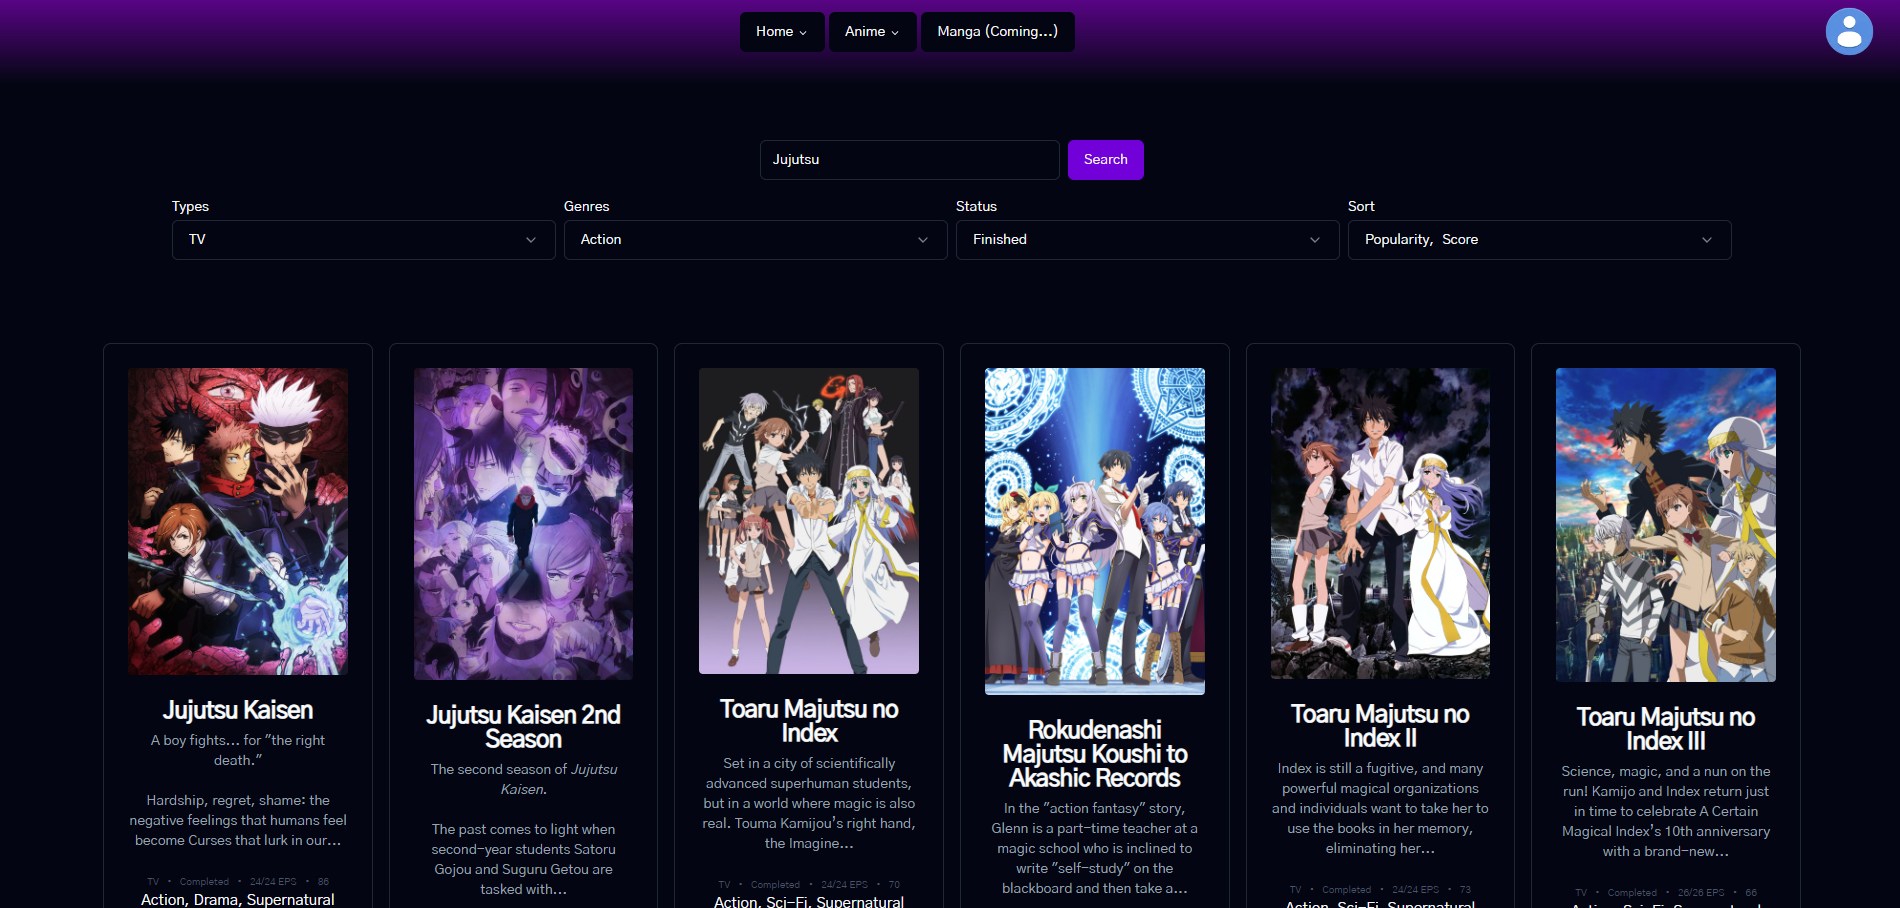 Home Anime Manga (Coming...)
Jujutsu Search
Types Genres Status Sort
TV Action Finished Popularity, Score
Jujutsu Kaisen
A boy fights... for "the right
death."
Hardship, regret, shame: the
negative feelings that humans feel
become Curses that lurk in our...
TV • Completed • 24/24 EPS • 86
Action, Drama, Supernatural
Jujutsu Kaisen 2nd
Season
The second season of Jujutsu
Kaisen.
The past comes to light when
second-year students Satoru
Gojou and Suguru Getou are
tasked with...
Toaru Majutsu no
Index
Set in a city of scientifically
advanced superhuman students,
but in a world where magic is also
real. Touma Kamijou's right hand,
the Imagine...
TV • Completed • 24/24 EPS • 70
Action, Sci-Fi, Supernatural
Rokudenashi
Majutsu Koushi to
Akashic Records
In the "action fantasy" story,
Glenn is a part-time teacher at a
magic school who is inclined to
write "self-study" on the
blackboard and then take a...
Toaru Majutsu no
Index II
Index is still a fugitive, and many
powerful magical organizations
and individuals want to take her to
use the books in her memory,
eliminating her...
TV • Completed • 24/24 EPS • 73
Action, Sci-Fi, Supernatural
Toaru Majutsu no
Index III
Science, magic, and a nun on the
run! Kamijo and Index return just
in time to celebrate A Certain
Magical Index's 10th anniversary
with a brand-new...
TV • Completed • 26/26 EPS • 66
Action, Sci-Fi, Supernatural